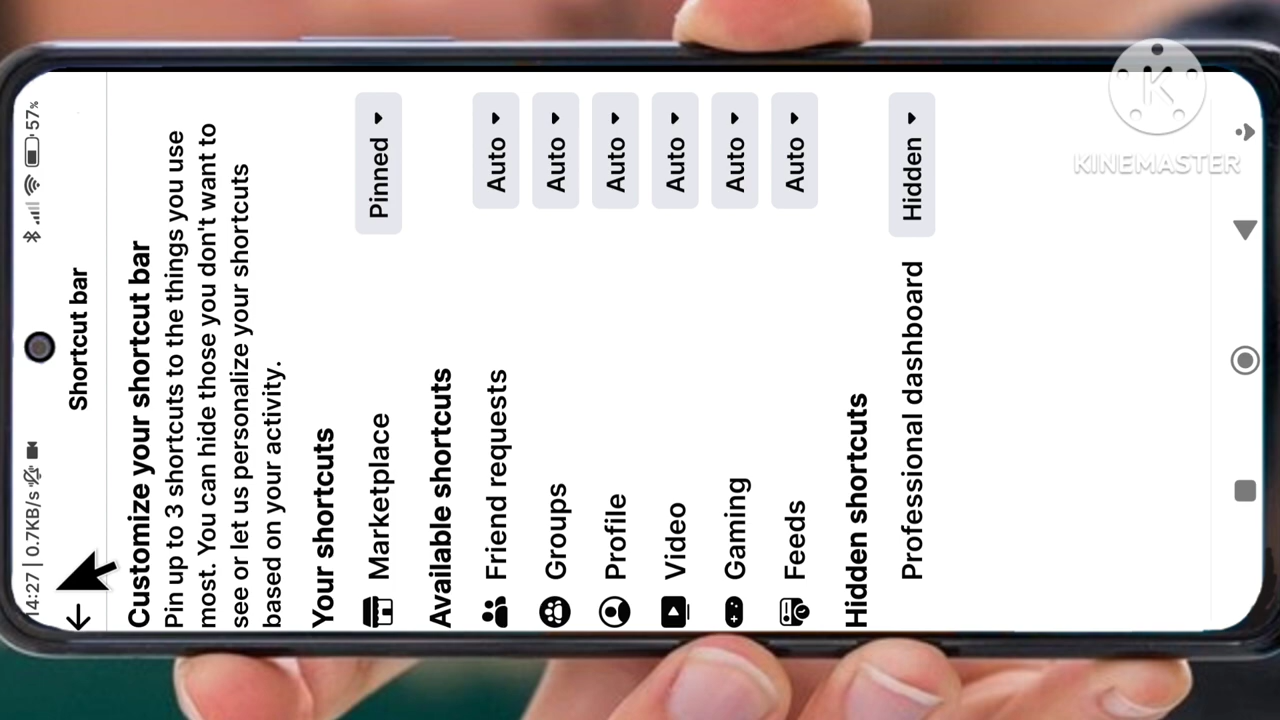 14:27 | 0.7KB/s
57%
Shortcut bar
Customize your shortcut bar
Pin up to 3 shortcuts to the things you use
most. You can hide those you don't want to
see or let us personalize your shortcuts
based on your activity.
Your shortcuts
Marketplace Pinned
Available shortcuts
Friend requests Auto
Groups Auto
Profile Auto
Video Auto
Gaming Auto
Feeds Auto
Hidden shortcuts
Professional dashboard Hidden
K
KINEMASTER